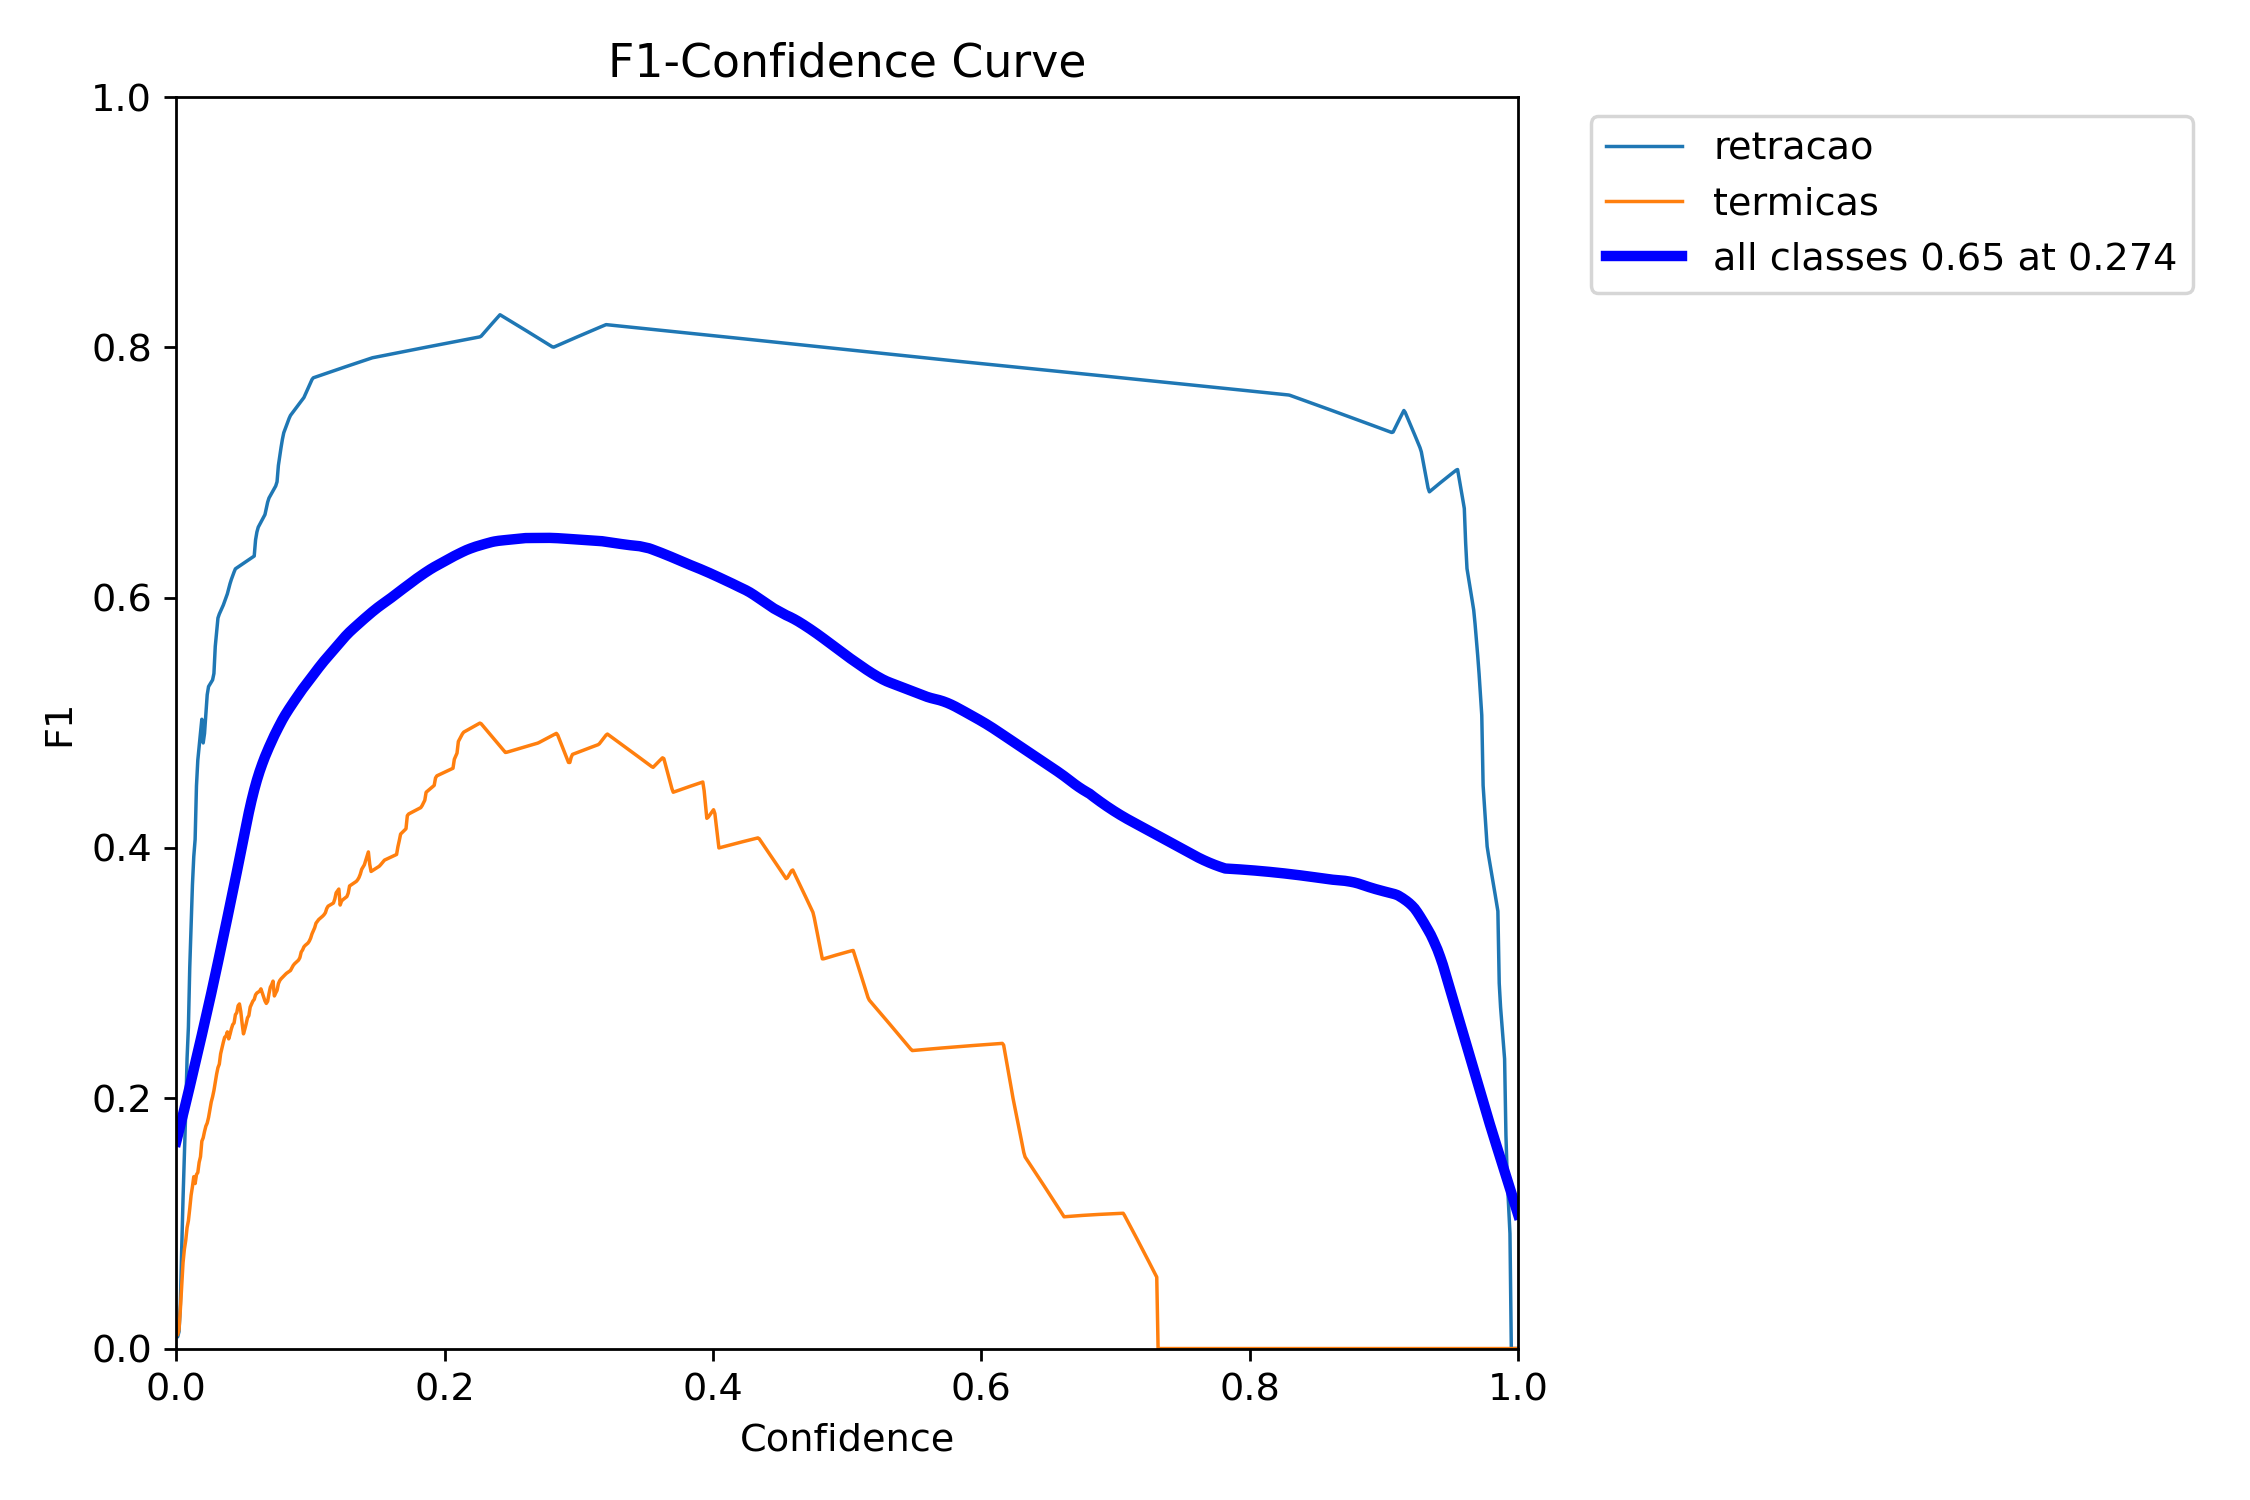 F1-Confidence Curve
1.0
0.8
0.6
0.4
0.2
0.0
F1
0.0 0.2 0.4 0.6 0.8 1.0
Confidence
retracao
termicas
all classes 0.65 at 0.274